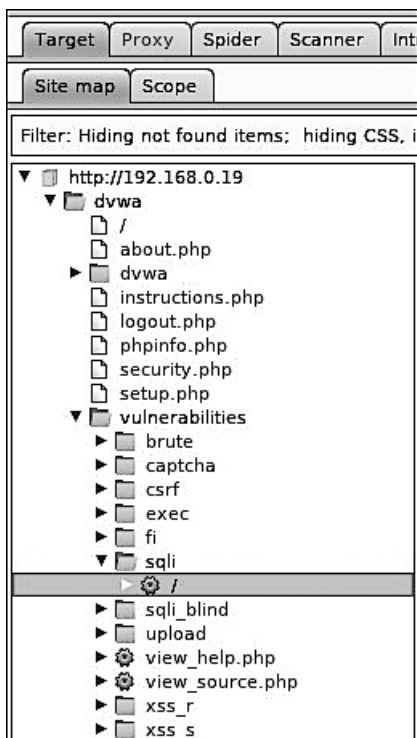 Target Proxy Spider Scanner Int
Site map Scope
Filter: Hiding not found items; hiding CSS, i
http://192.168.0.19
dvwa
/
about.php
dvwa
instructions.php
logout.php
phpinfo.php
security.php
setup.php
vulnerabilities
brute
captcha
csrf
exec
fi
sqli
/
sqli_blind
upload
view_help.php
view_source.php
xss_r
xss_s